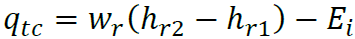 q_{tc} = w_r(h_{r2} − h_{r1}) − E_i